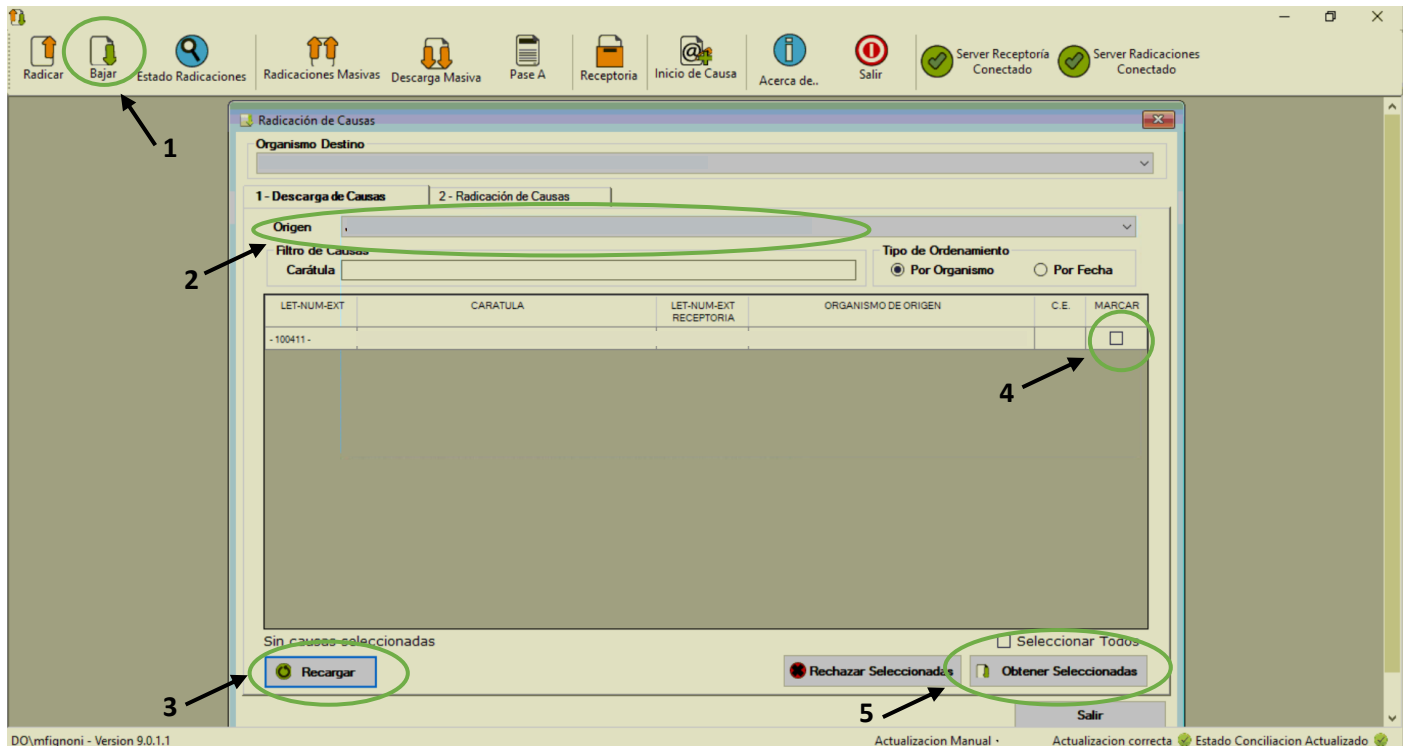 Radicar Bajar Estado Radicaciones Radicaciones Masivas Descarga Masiva Pase A Receptoria Inicio de Causa Acerca de.. Salir Server Receptoría Conectado Server Radicaciones Conectado
1
Radicación de Causas
Organismo Destino
1 - Descarga de Causas 2 - Radicación de Causas
Origen
2
Filtro de Causas Tipo de Ordenamiento
Carátula Por Organismo Por Fecha
LET-NUM-EXT CARATULA LET-NUM-EXT RECEPTORIA ORGANISMO DE ORIGEN C.E. MARCAR
- 100411 -
4
Sin causas seleccionadas Seleccionar Todos
3 Recargar Rechazar Seleccionadas Obtener Seleccionadas
5
Salir
DO\mfignoni - Version 9.0.1.1 Actualizacion Manual · Actualizacion correcta Estado Conciliacion Actualizado